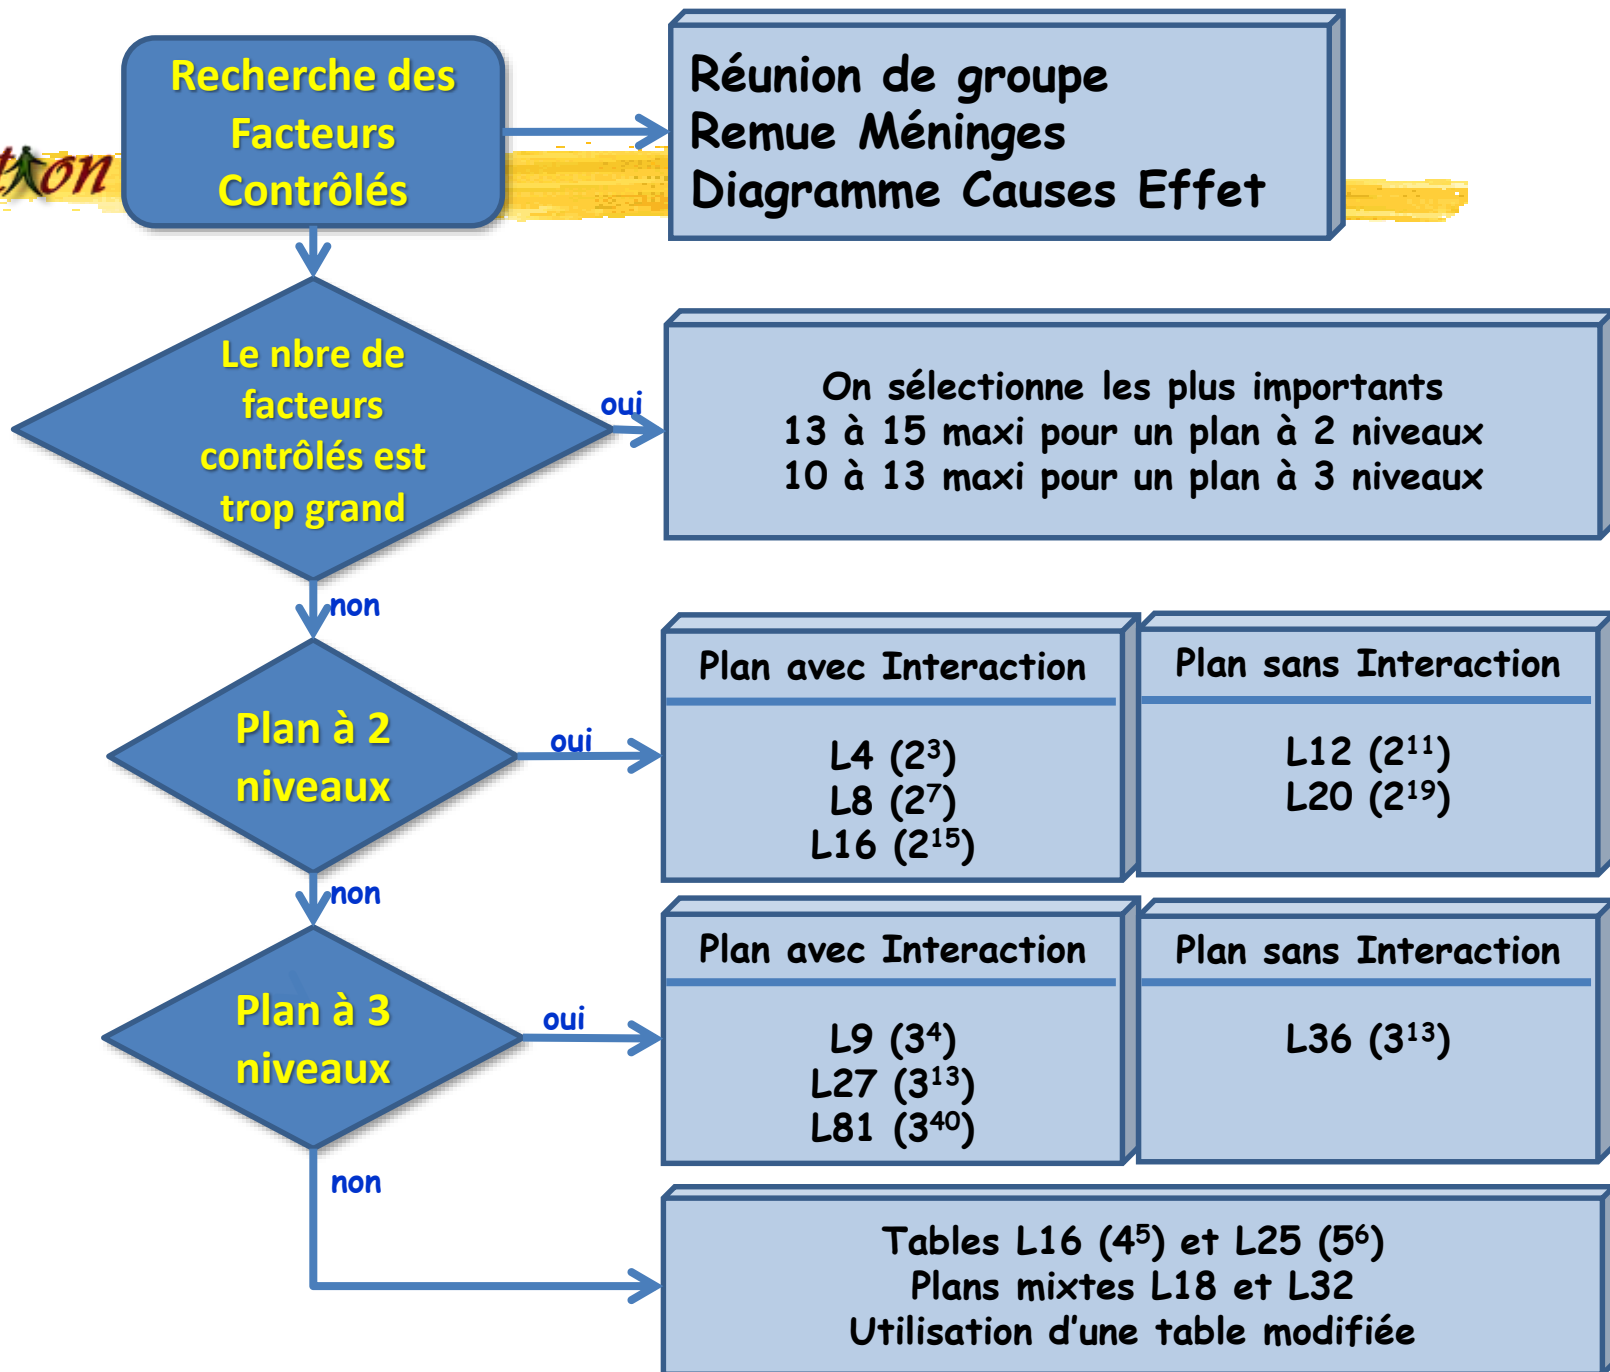 Recherche des
Facteurs
Contrôlés
Réunion de groupe
Remue Méninges
Diagramme Causes Effet
Le nbre de
facteurs
contrôlés est
trop grand
oui
On sélectionne les plus importants
13 à 15 maxi pour un plan à 2 niveaux
10 à 13 maxi pour un plan à 3 niveaux
non
Plan à 2
niveaux
oui
Plan avec Interaction
L4 (2³)
L8 (2⁷)
L16 (2¹⁵)
Plan sans Interaction
L12 (2¹¹)
L20 (2¹⁹)
non
Plan à 3
niveaux
oui
Plan avec Interaction
L9 (3⁴)
L27 (3¹³)
L81 (3⁴⁰)
Plan sans Interaction
L36 (3¹³)
non
Tables L16 (4⁵) et L25 (5⁶)
Plans mixtes L18 et L32
Utilisation d'une table modifiée